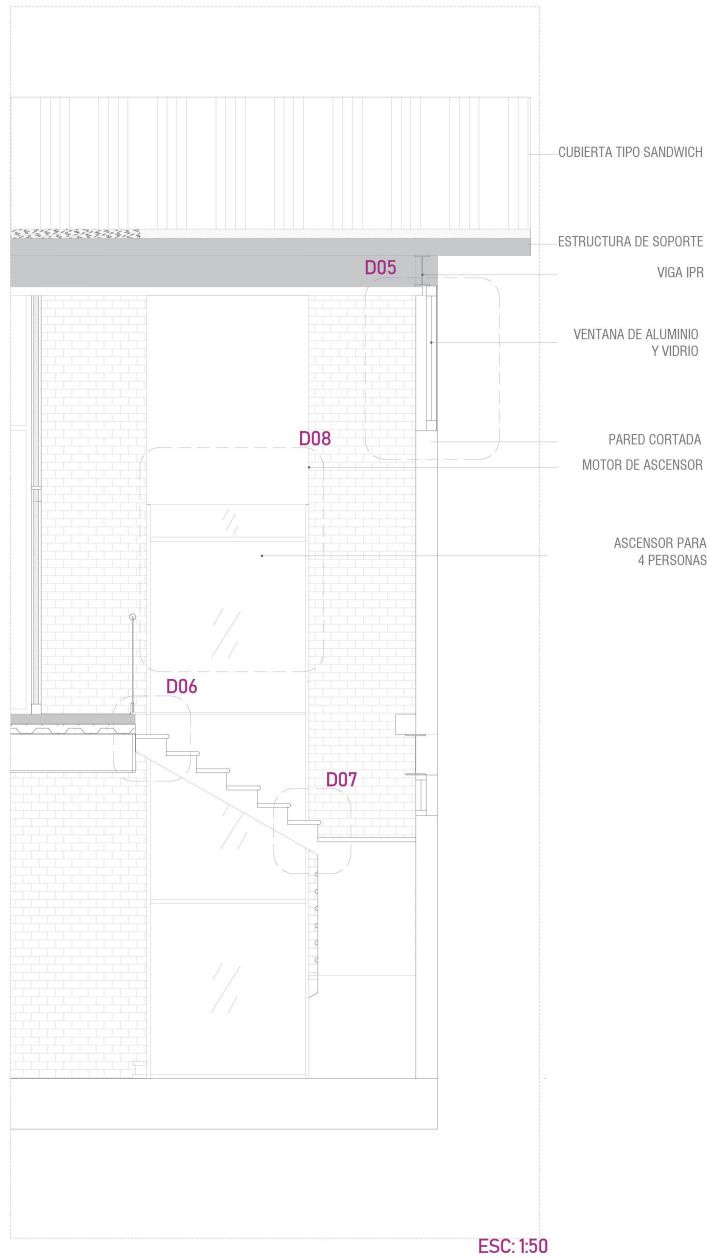 CUBIERTA TIPO SANDWICH
ESTRUCTURA DE SOPORTE
D05
VIGA IPR
VENTANA DE ALUMINIO
Y VIDRIO
D08
PARED CORTADA
MOTOR DE ASCENSOR
ASCENSOR PARA
4 PERSONAS
D06
D07
ESC: 1:50